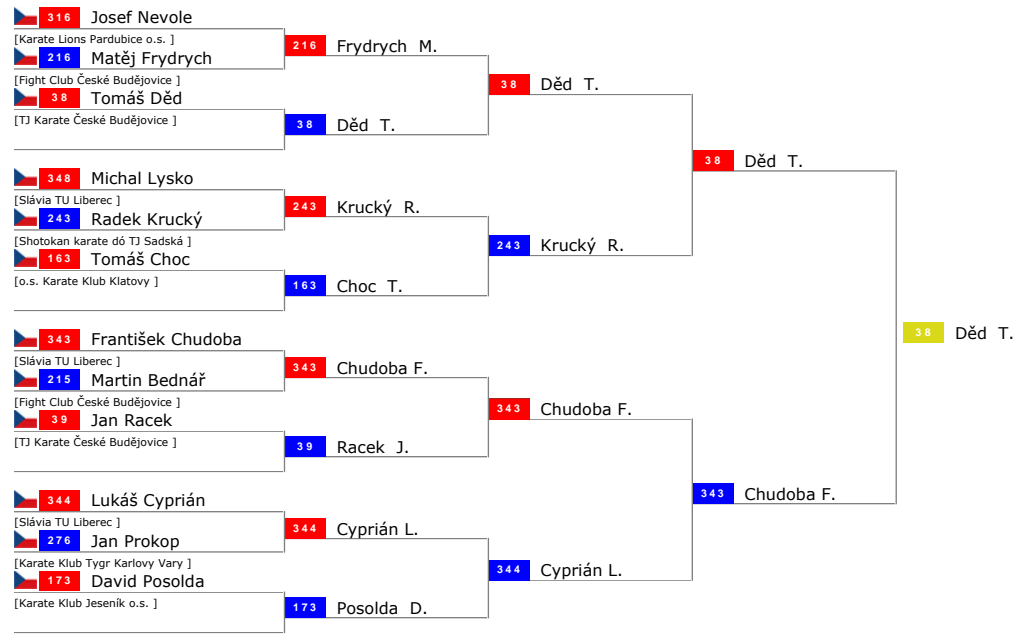 316 Josef Nevole
[Karate Lions Pardubice o.s. ]
216 Matěj Frydrych
[Fight Club České Budějovice ]
38 Tomáš Děd
[TJ Karate České Budějovice ]
348 Michal Lysko
[Slávia TU Liberec ]
243 Radek Krucký
[Shotokan karate dó TJ Sadská ]
163 Tomáš Choc
[o.s. Karate Klub Klatovy ]
343 František Chudoba
[Slávia TU Liberec ]
215 Martin Bednář
[Fight Club České Budějovice ]
39 Jan Racek
[TJ Karate České Budějovice ]
344 Lukáš Cyprián
[Slávia TU Liberec ]
276 Jan Prokop
[Karate Klub Tygr Karlovy Vary ]
173 David Posolda
[Karate Klub Jeseník o.s. ]
216 Frydrych M.
38 Děd T.
243 Krucký R.
163 Choc T.
343 Chudoba F.
39 Racek J.
344 Cyprián L.
173 Posolda D.
38 Děd T.
243 Krucký R.
343 Chudoba F.
344 Cyprián L.
38 Děd T.
343 Chudoba F.
38 Děd T.